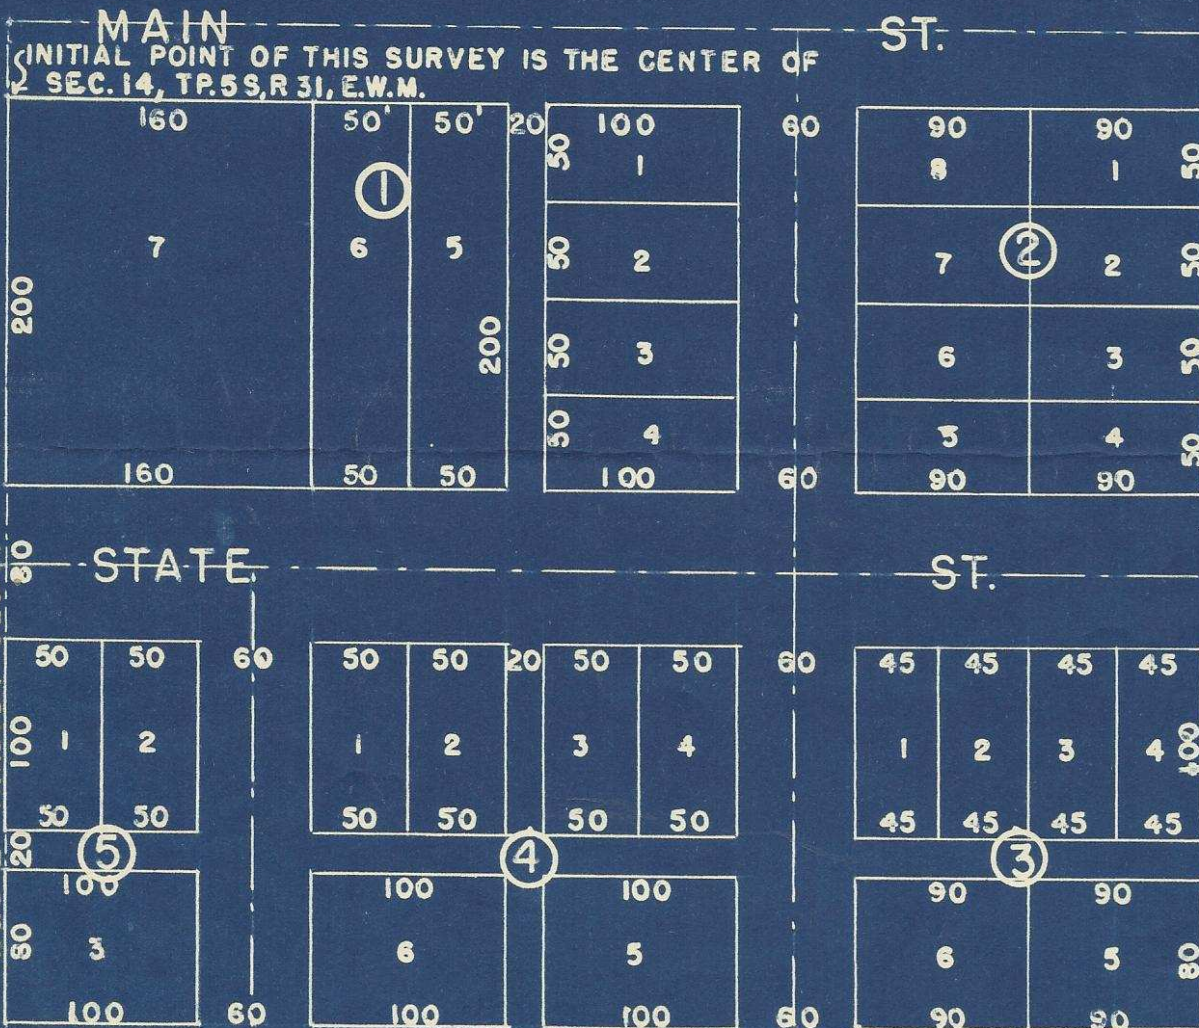 MAIN ST.
INITIAL POINT OF THIS SURVEY IS THE CENTER OF
SEC. 14, TP. 5 S, R 31, E.W.M.
160 50' 50' 20 100 60 90 90
50 1 8 1 50
1
7 6 5 50 2 7 2 2 50
200 200 50 3 6 3 50
50 4 5 4 50
160 50 50 100 60 90 90
80 STATE ST.
50 50 60 50 50 20 50 50 60 45 45 45 45
100 1 2 1 2 3 4 1 2 3 4 100
50 50 50 50 50 50 45 45 45 45
20 5 4 3
100 100 100 90 90
80 3 6 5 6 5 80
100 60 100 100 60 90 90